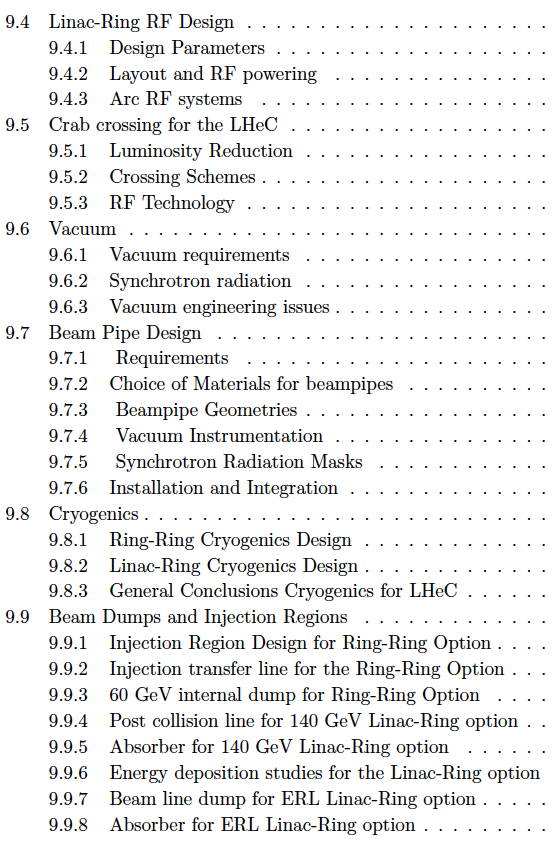 9.4 Linac-Ring RF Design . . . . . . . . . . . . . . . . . . . . .
9.4.1 Design Parameters . . . . . . . . . . . . . . . . . . .
9.4.2 Layout and RF powering . . . . . . . . . . . . . . .
9.4.3 Arc RF systems . . . . . . . . . . . . . . . . . . . .
9.5 Crab crossing for the LHeC . . . . . . . . . . . . . . . . . .
9.5.1 Luminosity Reduction . . . . . . . . . . . . . . . . .
9.5.2 Crossing Schemes . . . . . . . . . . . . . . . . . . . .
9.5.3 RF Technology . . . . . . . . . . . . . . . . . . . . .
9.6 Vacuum . . . . . . . . . . . . . . . . . . . . . . . . . . . . .
9.6.1 Vacuum requirements . . . . . . . . . . . . . . . . .
9.6.2 Synchrotron radiation . . . . . . . . . . . . . . . . .
9.6.3 Vacuum engineering issues . . . . . . . . . . . . . . .
9.7 Beam Pipe Design . . . . . . . . . . . . . . . . . . . . . . .
9.7.1 Requirements . . . . . . . . . . . . . . . . . . . . .
9.7.2 Choice of Materials for beampipes . . . . . . . . . .
9.7.3 Beampipe Geometries . . . . . . . . . . . . . . . . .
9.7.4 Vacuum Instrumentation . . . . . . . . . . . . . . .
9.7.5 Synchrotron Radiation Masks . . . . . . . . . . . .
9.7.6 Installation and Integration . . . . . . . . . . . . . .
9.8 Cryogenics . . . . . . . . . . . . . . . . . . . . . . . . . . . .
9.8.1 Ring-Ring Cryogenics Design . . . . . . . . . . . . .
9.8.2 Linac-Ring Cryogenics Design . . . . . . . . . . . . .
9.8.3 General Conclusions Cryogenics for LHeC . . . . . .
9.9 Beam Dumps and Injection Regions . . . . . . . . . . . . .
9.9.1 Injection Region Design for Ring-Ring Option . . . .
9.9.2 Injection transfer line for the Ring-Ring Option . . .
9.9.3 60 GeV internal dump for Ring-Ring Option . . . .
9.9.4 Post collision line for 140 GeV Linac-Ring option . .
9.9.5 Absorber for 140 GeV Linac-Ring option . . . . . .
9.9.6 Energy deposition studies for the Linac-Ring option
9.9.7 Beam line dump for ERL Linac-Ring option . . . . .
9.9.8 Absorber for ERL Linac-Ring option . . . . . . . . .